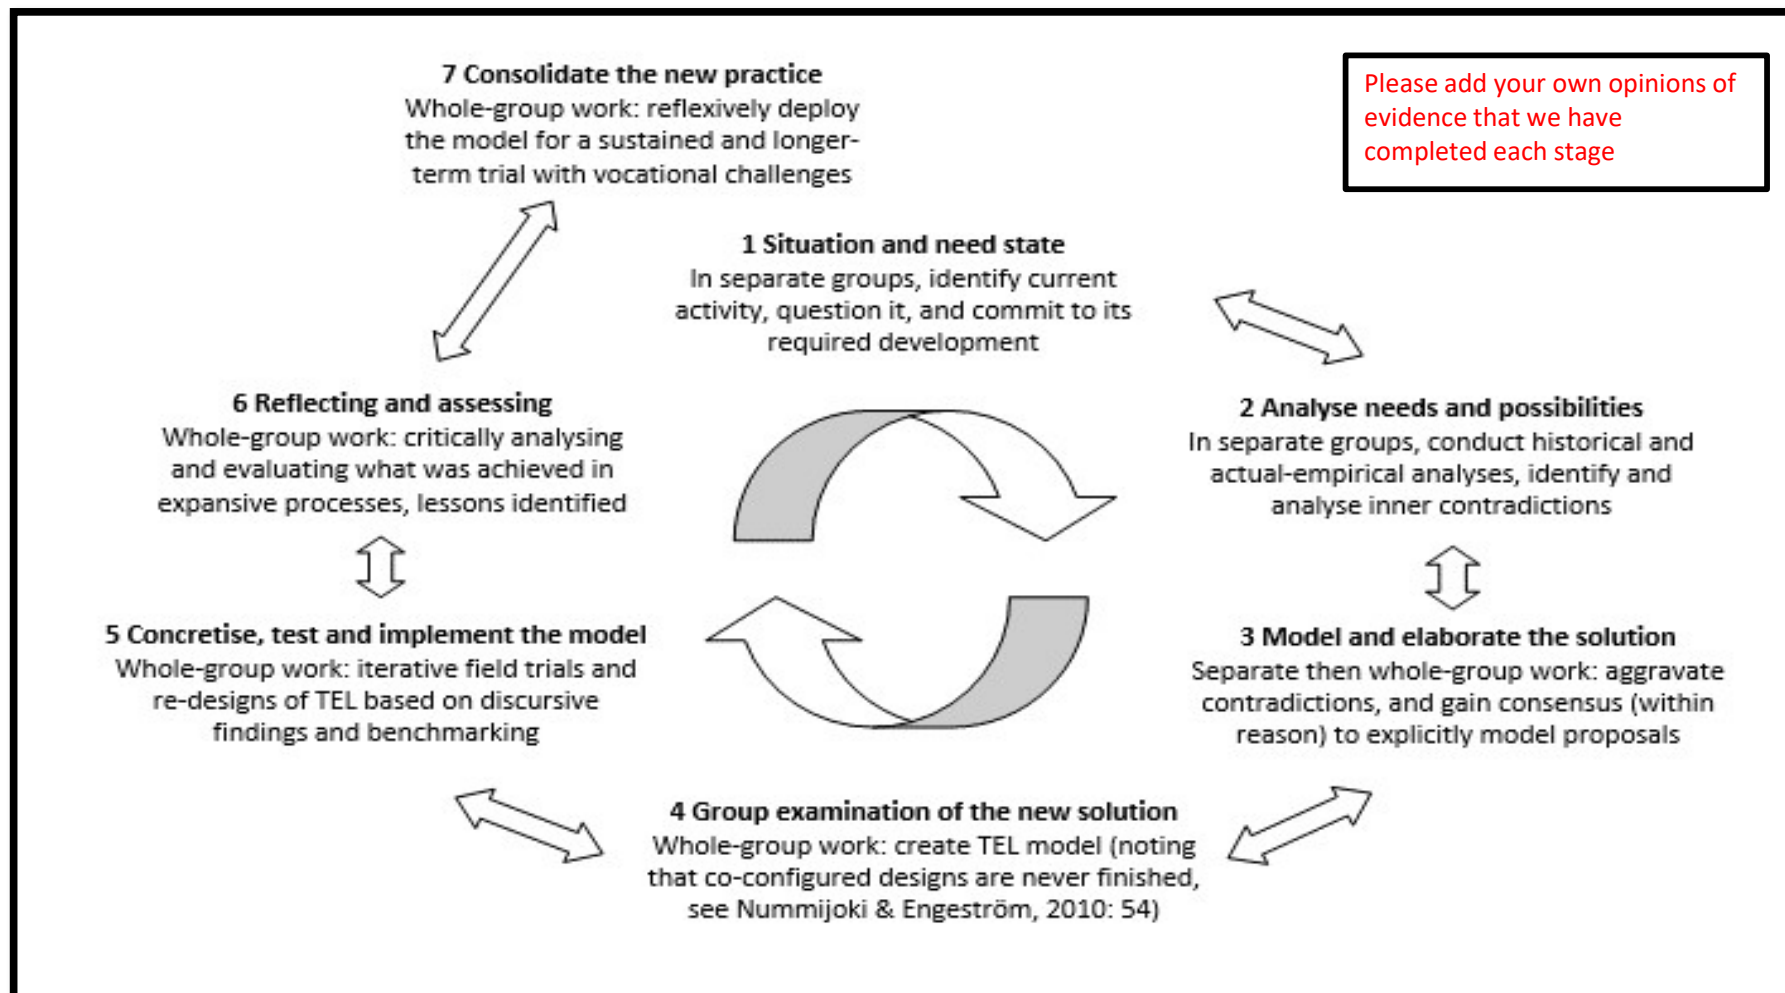 7 Consolidate the new practice
Whole-group work: reflexively deploy
the model for a sustained and longer-
term trial with vocational challenges
Please add your own opinions of
evidence that we have
completed each stage
1 Situation and need state
In separate groups, identify current
activity, question it, and commit to its
required development
2 Analyse needs and possibilities
In separate groups, conduct historical and
actual-empirical analyses, identify and
analyse inner contradictions
3 Model and elaborate the solution
Separate then whole-group work: aggravate
contradictions, and gain consensus (within
reason) to explicitly model proposals
4 Group examination of the new solution
Whole-group work: create TEL model (noting
that co-configured designs are never finished,
see Nummijoki & Engeström, 2010: 54)
5 Concretise, test and implement the model
Whole-group work: iterative field trials and
re-designs of TEL based on discursive
findings and benchmarking
6 Reflecting and assessing
Whole-group work: critically analysing
and evaluating what was achieved in
expansive processes, lessons identified